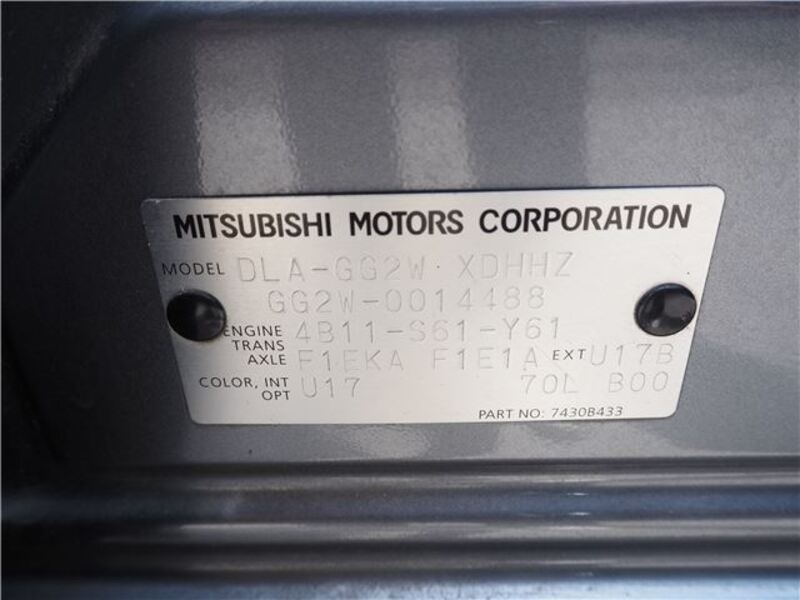 MITSUBISHI MOTORS CORPORATION
MODEL DLA-GG2W XDHHZ
GG2W-0014488
ENGINE 4B11-S61-Y61
TRANS AXLE F1EKA F1E1A EXT U17B
COLOR, INT OPT U17 70L B00
PART NO: 7430B433